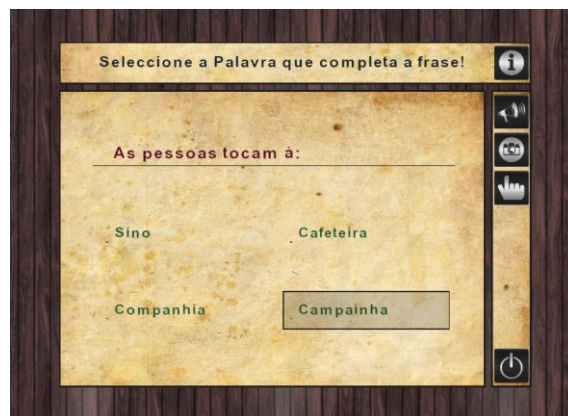 Seleccione a Palavra que completa a frase!
As pessoas tocam à:
Sino
Cafeteira
Companhia
Campainha